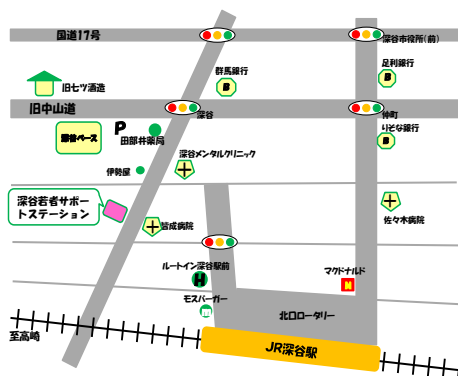 国道17号
深谷市役所(前)
群馬銀行
足利銀行
B
B
旧七ツ酒造
旧中山道
深谷
仲町
りそな銀行
B
P
深谷ベース
田部井薬局
深谷メンタルクリニック
伊勢屋
深谷若者サポー
トステーション
皆成病院
佐々木病院
ルートイン深谷駅前
H
マクドナルド
M
モスバーガー
m
北口ロータリー
至高崎
JR深谷駅